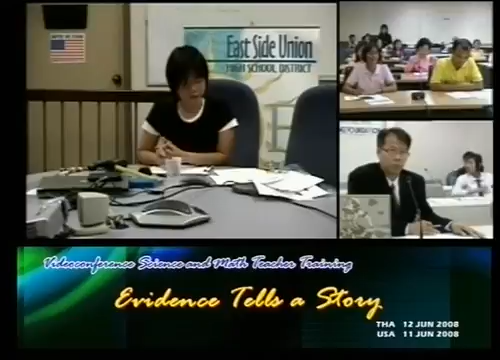 East Side Union
HIGH SCHOOL DISTRICT
Videoconference Science and Math Teacher Training
Evidence Tells a Story
THA 12 JUN 2008
USA 11 JUN 2008